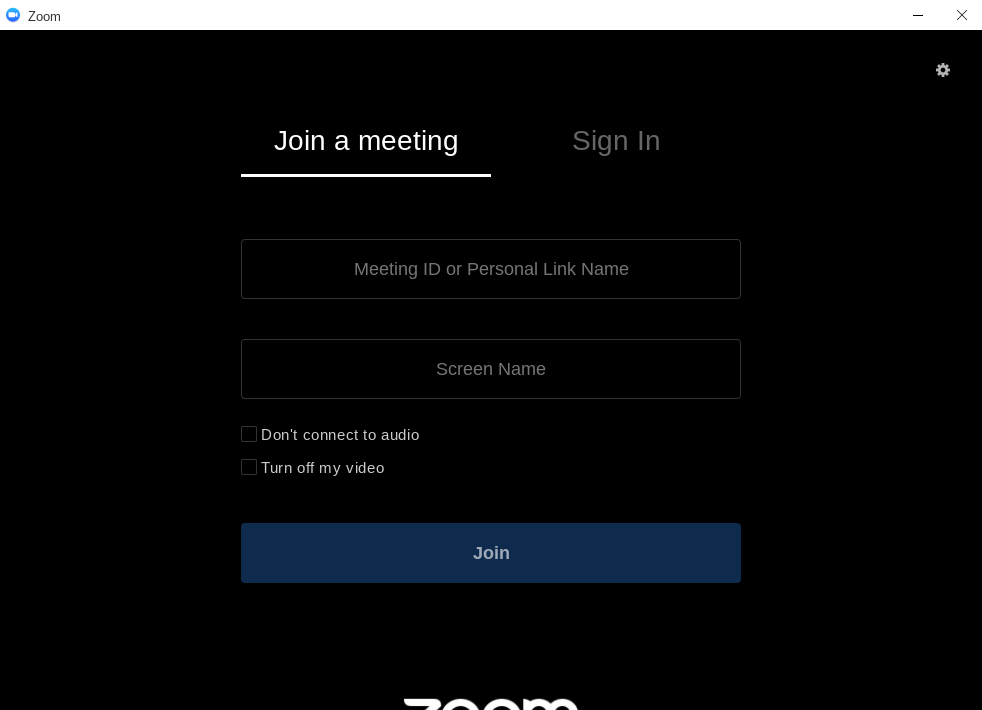 Zoom
Join a meeting
Sign In
Meeting ID or Personal Link Name
Screen Name
Don't connect to audio
Turn off my video
Join
zoom